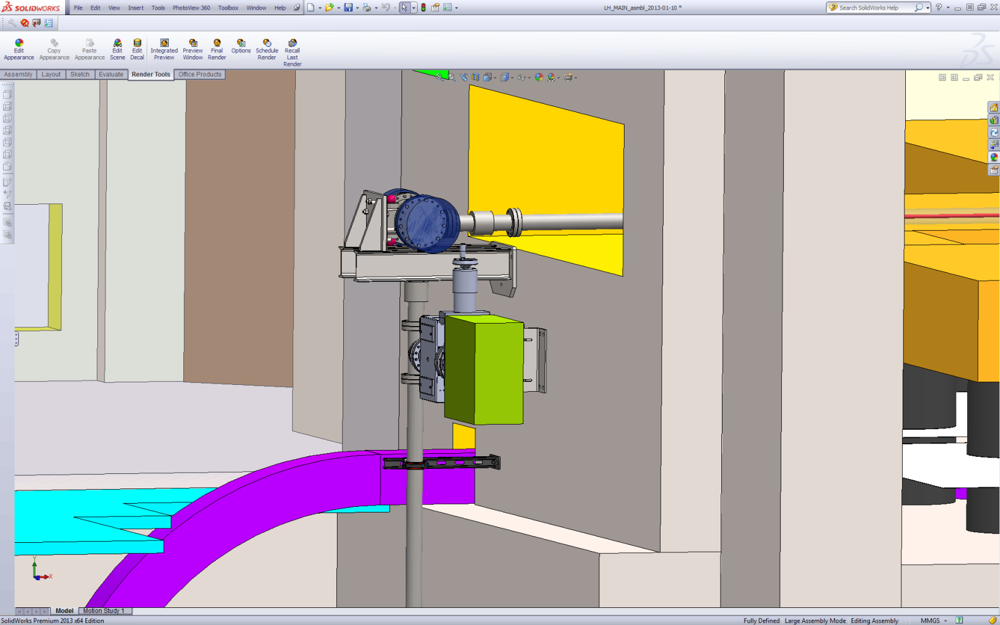 SOLIDWORKS File Edit View Insert Tools PhotoView 360 Toolbox Window Help LH_MAIN_asmbl_2013-01-10 * Search SolidWorks Help
Edit Appearance
Copy Appearance
Paste Appearance
Edit Scene
Edit Decal
Integrated Preview
Preview Window
Final Render
Options
Schedule Render
Recall Last Render
Assembly Layout Sketch Evaluate Render Tools Office Products
Y
X
Model Motion Study 1
SolidWorks Premium 2013 x64 Edition Fully Defined Large Assembly Mode Editing Assembly MMGS